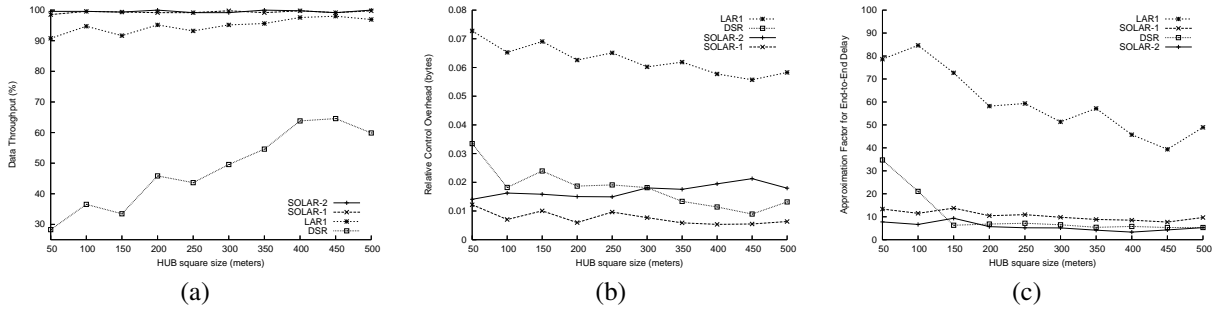 100
90
80
70
60
50
40
30
50 100 150 200 250 300 350 400 450 500
Data Throughput (%)
HUB square size (meters)
SOLAR-2
SOLAR-1
LAR1
DSR
(a)
0.08
0.07
0.06
0.05
0.04
0.03
0.02
0.01
0
50 100 150 200 250 300 350 400 450 500
Relative Control Overhead (bytes)
HUB square size (meters)
LAR1
DSR
SOLAR-2
SOLAR-1
(b)
100
90
80
70
60
50
40
30
20
10
0
50 100 150 200 250 300 350 400 450 500
Approximation Factor for End-to-End Delay
HUB square size (meters)
LAR1
SOLAR-1
DSR
SOLAR-2
(c)